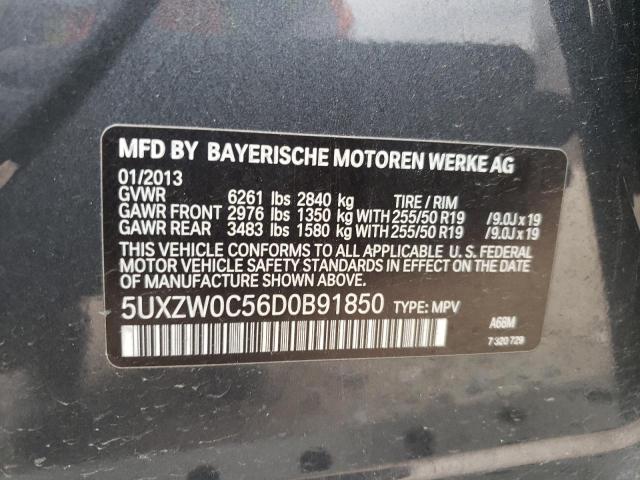 MFD BY BAYERISCHE MOTOREN WERKE AG
01/2013
GVWR 6261 lbs 2840 kg TIRE / RIM
GAWR FRONT 2976 lbs 1350 kg WITH 255/50 R19 /9.0J x 19
GAWR REAR 3483 lbs 1580 kg WITH 255/50 R19 /9.0J x 19
THIS VEHICLE CONFORMS TO ALL APPLICABLE U. S. FEDERAL
MOTOR VEHICLE SAFETY STANDARDS
IN EFFECT ON THE DATE OF
MANUFACTURE SHOWN ABOVE.
5UXZW0C56D0B91850 TYPE: MPV
A68M
7 320 729